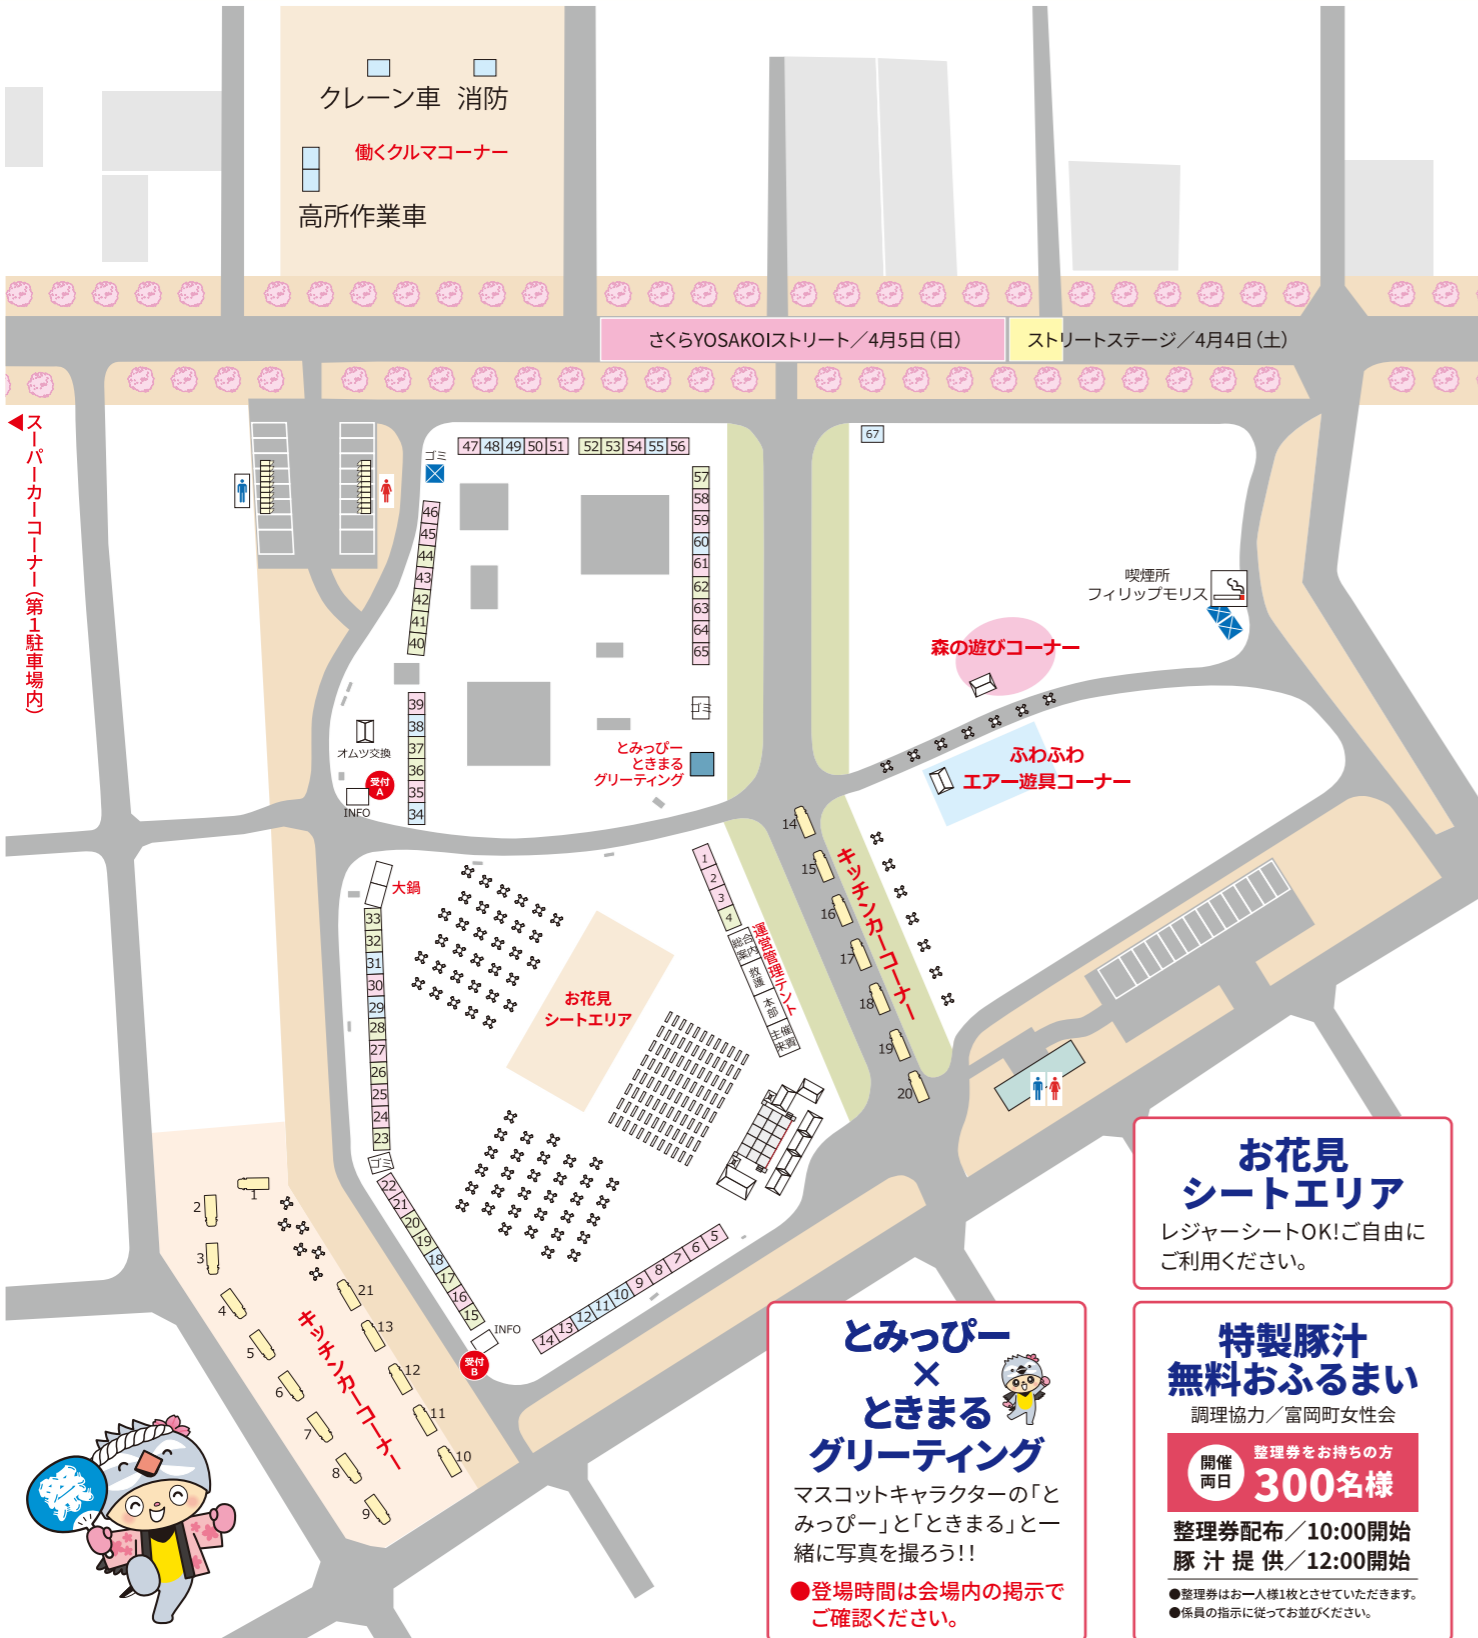 クレーン車 消防
働くクルマコーナー
高所作業車
さくらYOSAKOIストリート／4月5日（日）
ストリートステージ／4月4日（土）
◀スーパーカーコーナー（第1駐車場内）
ゴミ
47 48 49 50 51 52 53 54 55 56
67
57
58
59
60
61
62
63
64
65
46
45
44
43
42
41
40
喫煙所
フィリップモリス
森の遊びコーナー
39
38
37
36
35
34
オムツ交換
受付
A
INFO
ゴミ
とみっぴー
ときまる
グリーティング
ふわふわ
エアー遊具コーナー
14
15
16
17
18
19
20
キッチンカーコーナー
1
2
3
4
総合
案内
救護
本部
主催
来賓
運営管理テント
大鍋
33
32
31
30
29
28
27
26
25
24
23
ゴミ
22
21
20
19
18
17
16
15
お花見
シートエリア
INFO
受付
B
14 13 12 11 10 9 8 7 6 5
1
2
3
4
5
6
7
8
9
21
13
12
11
10
キッチンカーコーナー
祭
お花見
シートエリア
レジャーシートOK!ご自由に
ご利用ください。
とみっぴー
×
ときまる
グリーティング
マスコットキャラクターの「と
みっぴー」と「ときまる」と一
緒に写真を撮ろう!!
●登場時間は会場内の掲示で
ご確認ください。
特製豚汁
無料おふるまい
調理協力／富岡町女性会
開催
両日
整理券をお持ちの方
300名様
整理券配布／10:00開始
豚汁提供／12:00開始
●整理券はお一人様1枚とさせていただきます。
●係員の指示に従ってお並びください。